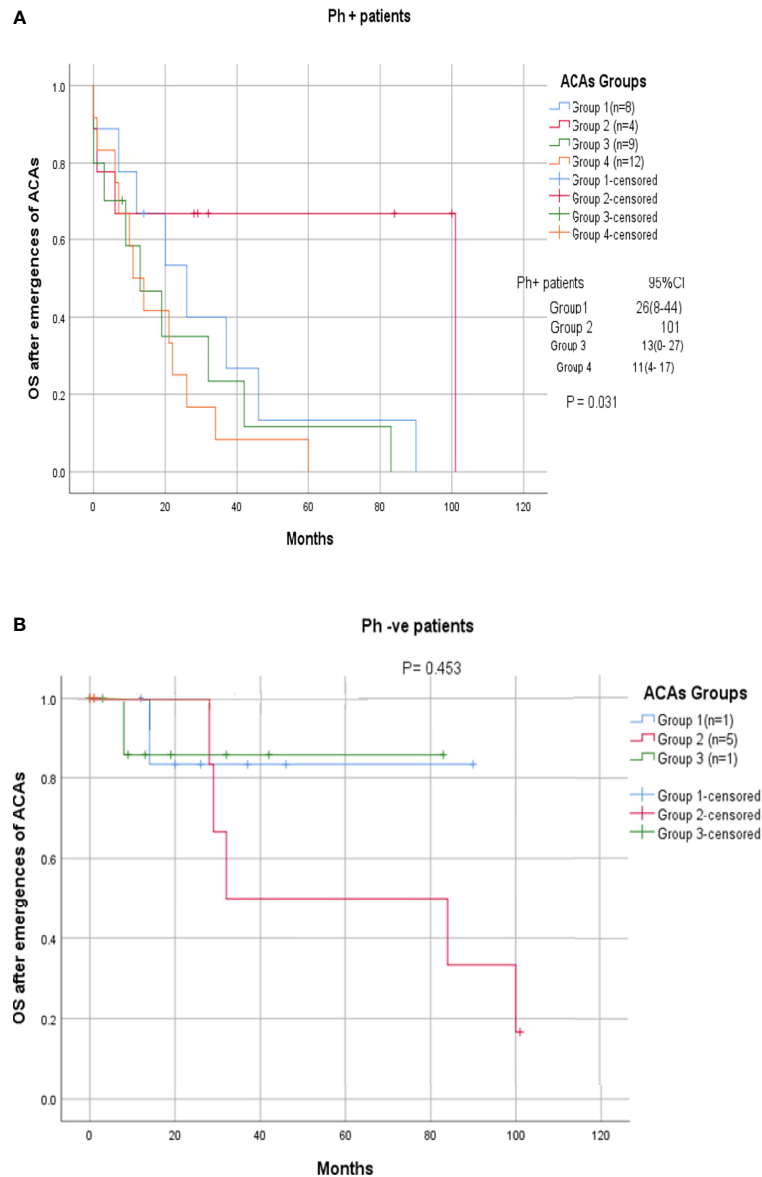 A
Ph + patients
OS after emergences of ACAs
1.0
0.8
0.6
0.4
0.2
0.0
0 20 40 60 80 100 120
Months
ACAs Groups
Group 1(n=8)
Group 2 (n=4)
Group 3 (n=9)
Group 4 (n=12)
Group 1-censored
Group 2-censored
Group 3-censored
Group 4-censored
Ph+ patients 95%CI
Group1 26(8-44)
Group 2 101
Group 3 13(0- 27)
Group 4 11(4- 17)
P = 0.031
B
Ph -ve patients
P= 0.453
OS after emergences of ACAs
1.0
0.8
0.6
0.4
0.2
0.0
0 20 40 60 80 100 120
Months
ACAs Groups
Group 1(n=1)
Group 2 (n=5)
Group 3 (n=1)
Group 1-censored
Group 2-censored
Group 3-censored